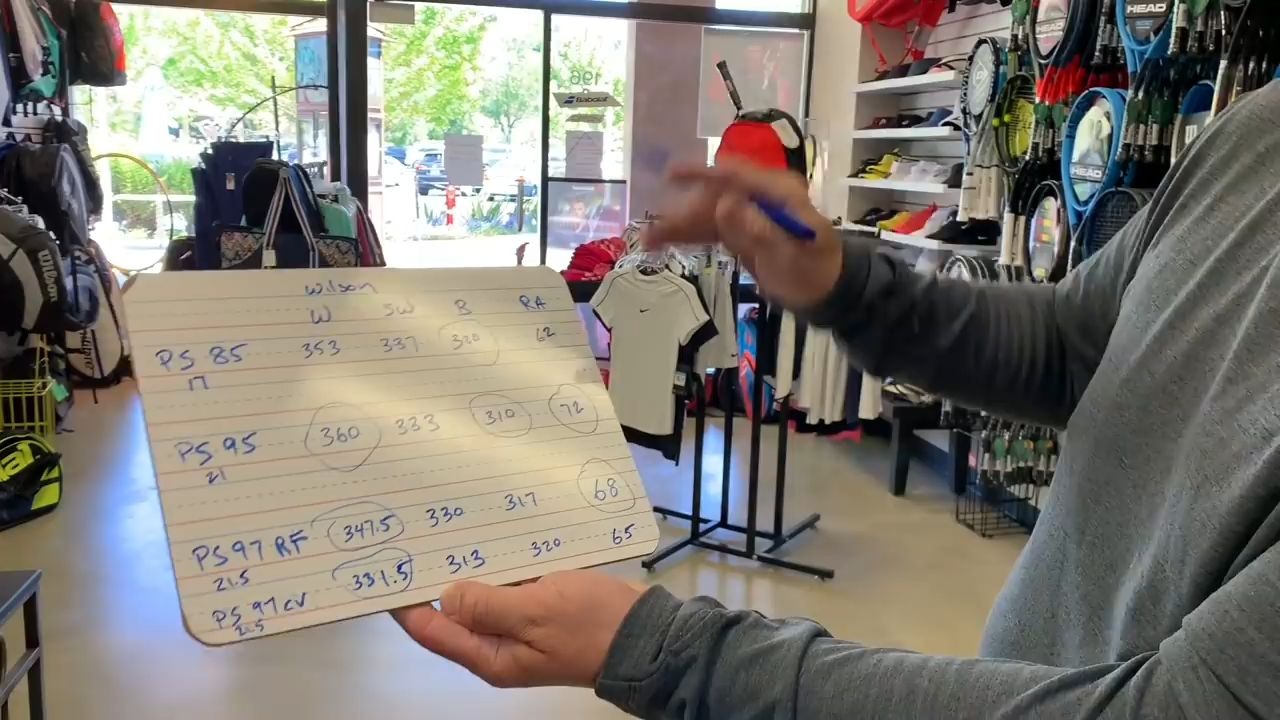 HEAD
HEAD
HEAD
196
Babolat
Wilson
Wilson
W SW B RA
PS 85 353 337 320 62
17
PS 95 360 333 310 72
21
PS 97 RF 347.5 330 317 68
21.5
PS 97 CV 331.5 313 320 65